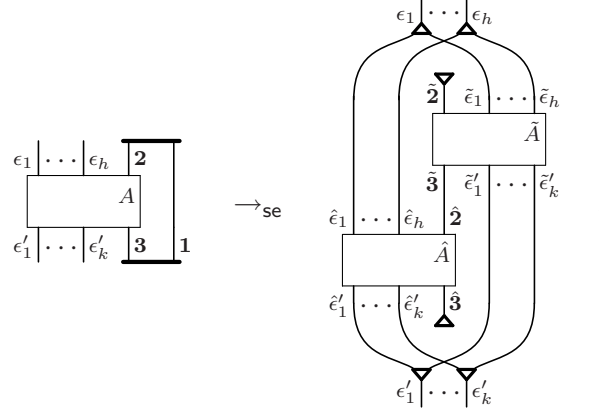 ϵ₁ ··· ϵₕ
𝟐̃ ϵ̃₁ ···· ϵ̃ₕ
Ã
ϵ₁ ··· ϵₕ 𝟐
A
ϵ′₁ ··· ϵ′ₖ 𝟑 𝟏
→se
𝟑̃ ϵ̃′₁ ··· ϵ̃′ₖ
ϵ̂₁ ··· ϵ̂ₕ 𝟐̂
Â
ϵ̂′₁ ··· ϵ̂′ₖ 𝟑̂
ϵ′₁ ··· ϵ′ₖ